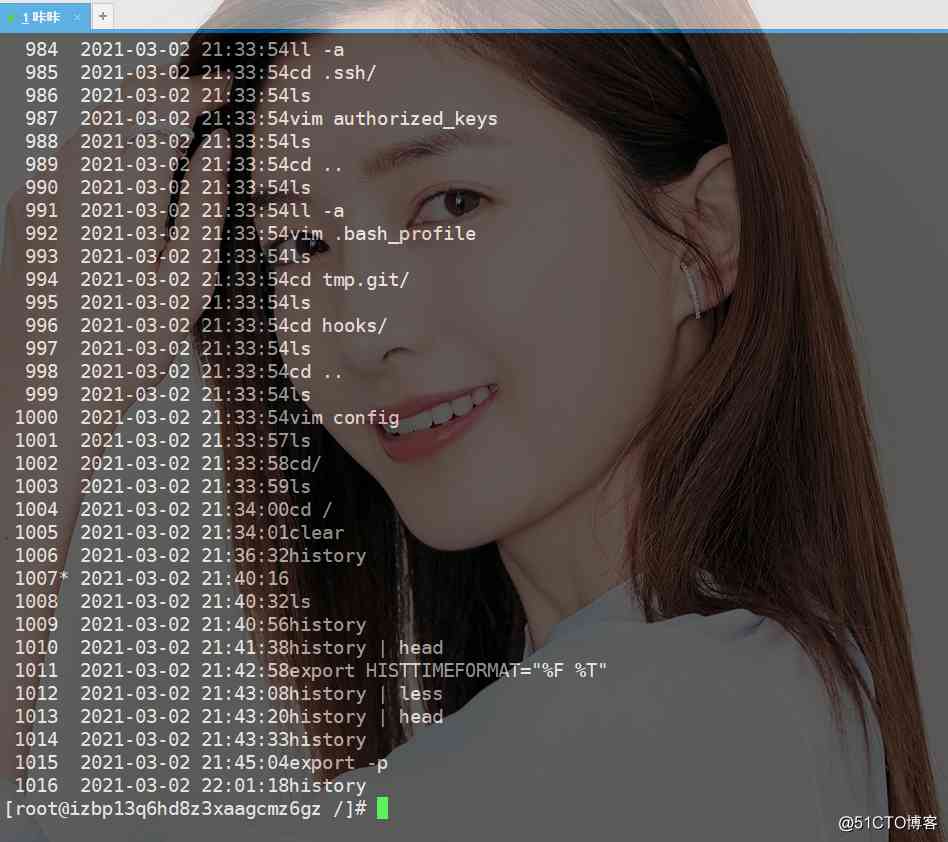 1 咔咔 × +
984 2021-03-02 21:33:54ll -a
985 2021-03-02 21:33:54cd .ssh/
986 2021-03-02 21:33:54ls
987 2021-03-02 21:33:54vim authorized_keys
988 2021-03-02 21:33:54ls
989 2021-03-02 21:33:54cd ..
990 2021-03-02 21:33:54ls
991 2021-03-02 21:33:54ll -a
992 2021-03-02 21:33:54vim .bash_profile
993 2021-03-02 21:33:54ls
994 2021-03-02 21:33:54cd tmp.git/
995 2021-03-02 21:33:54ls
996 2021-03-02 21:33:54cd hooks/
997 2021-03-02 21:33:54ls
998 2021-03-02 21:33:54cd ..
999 2021-03-02 21:33:54ls
1000 2021-03-02 21:33:54vim config
1001 2021-03-02 21:33:57ls
1002 2021-03-02 21:33:58cd/
1003 2021-03-02 21:33:59ls
1004 2021-03-02 21:34:00cd /
1005 2021-03-02 21:34:01clear
1006 2021-03-02 21:36:32history
1007* 2021-03-02 21:40:16
1008 2021-03-02 21:40:32ls
1009 2021-03-02 21:40:56history
1010 2021-03-02 21:41:38history | head
1011 2021-03-02 21:42:58export HISTTIMEFORMAT="%F %T"
1012 2021-03-02 21:43:08history | less
1013 2021-03-02 21:43:20history | head
1014 2021-03-02 21:43:33history
1015 2021-03-02 21:45:04export -p
1016 2021-03-02 22:01:18history
[root@izbp13q6hd8z3xaagcmz6gz /]#
@51CTO博客